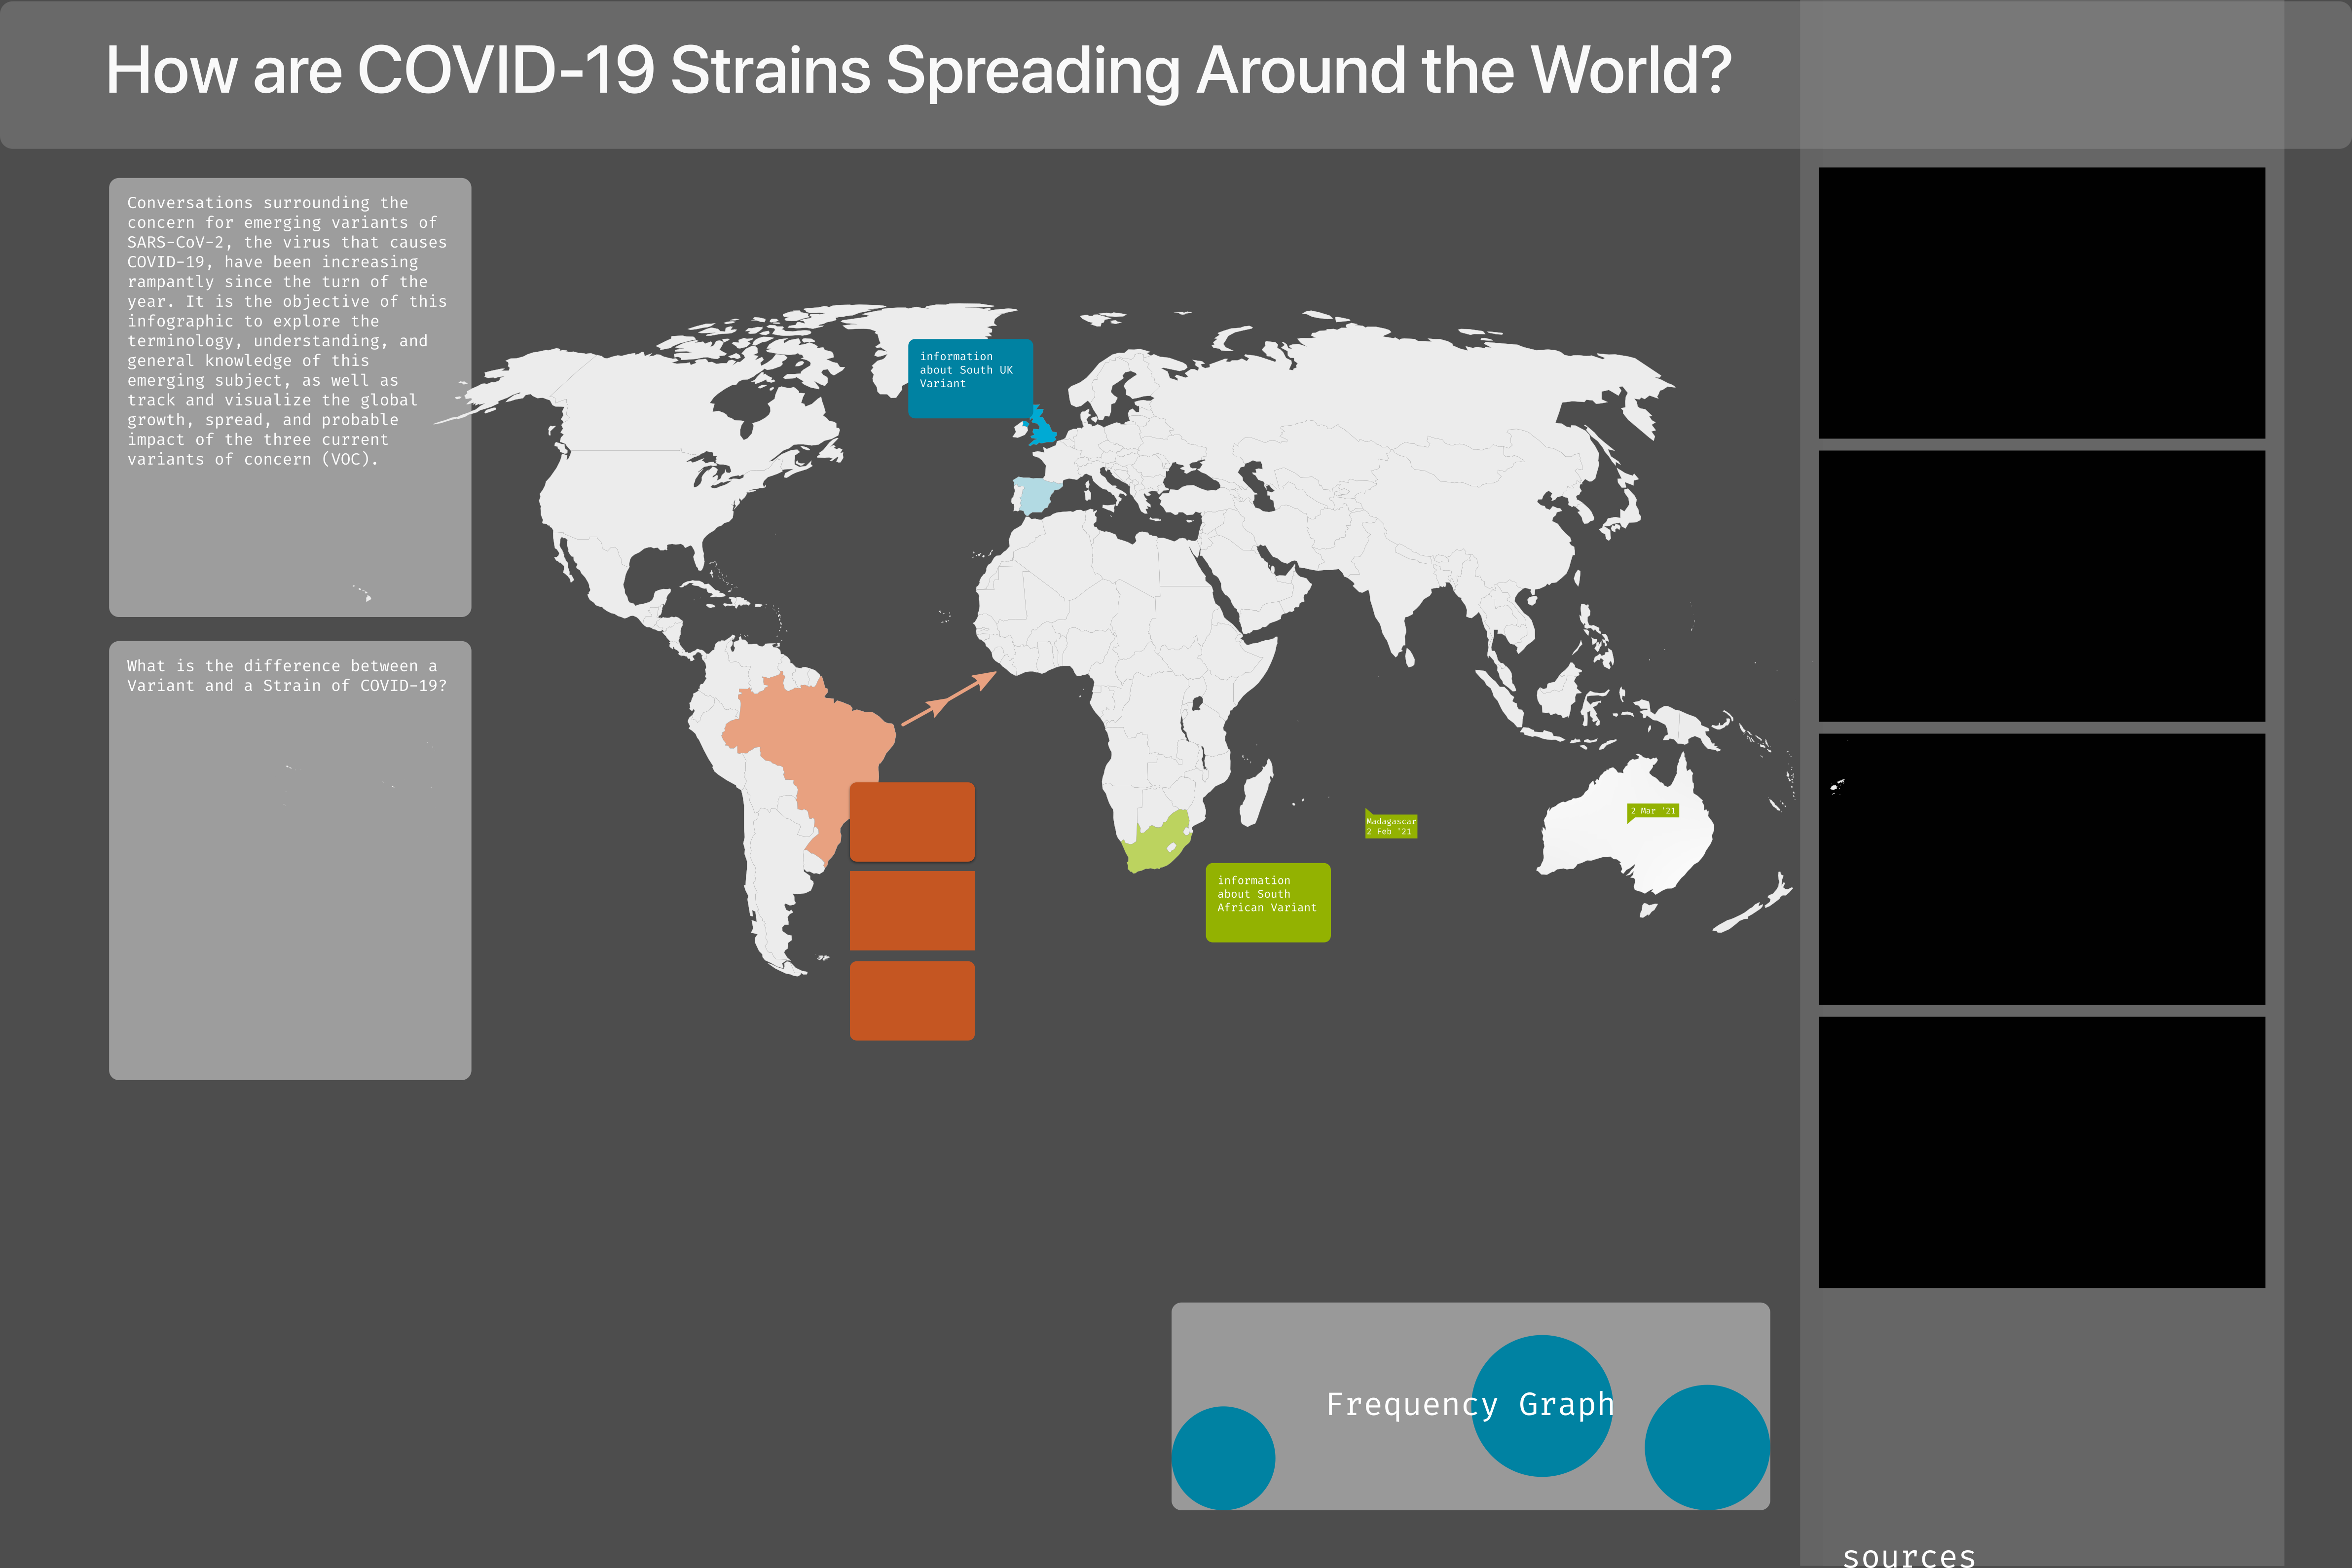 How are COVID-19 Strains Spreading Around the World?
Conversations surrounding the
concern for emerging variants of
SARS-CoV-2, the virus that causes
COVID-19, have been increasing
rampantly since the turn of the
year. It is the objective of this
infographic to explore the
terminology, understanding, and
general knowledge of this
emerging subject, as well as
track and visualize the global
growth, spread, and probable
impact of the three current
variants of concern (VOC).
What is the difference between a
Variant and a Strain of COVID-19?
information
about South UK
Variant
2 Mar '21
Madagascar
2 Feb '21
information
about South
African Variant
Frequency Graph
sources